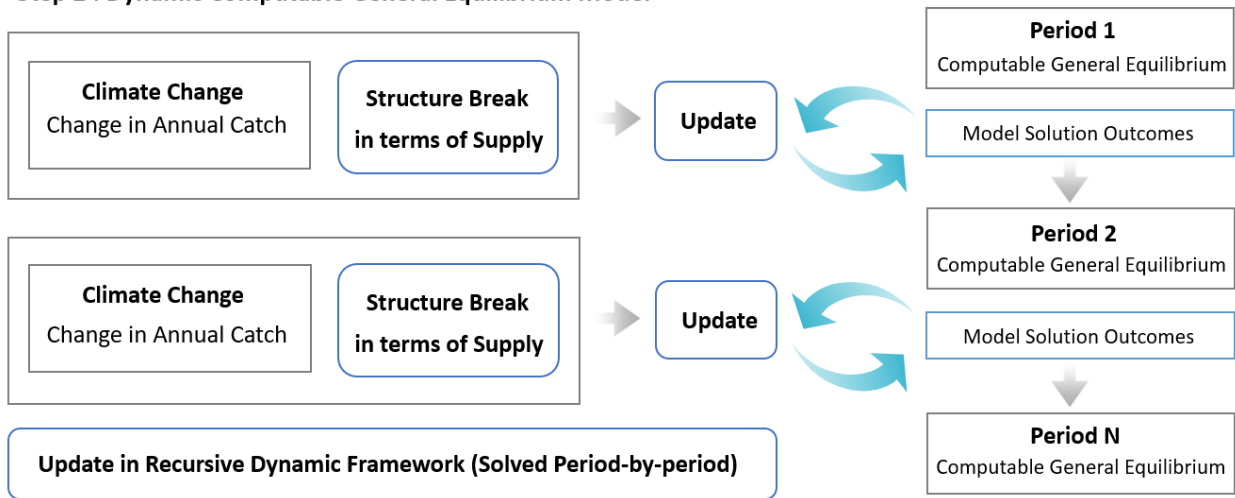 Climate Change
Change in Annual Catch
Structure Break
in terms of Supply
Update
Period 1
Computable General Equilibrium
Model Solution Outcomes
Climate Change
Change in Annual Catch
Structure Break
in terms of Supply
Update
Period 2
Computable General Equilibrium
Model Solution Outcomes
Update in Recursive Dynamic Framework (Solved Period-by-period)
Period N
Computable General Equilibrium